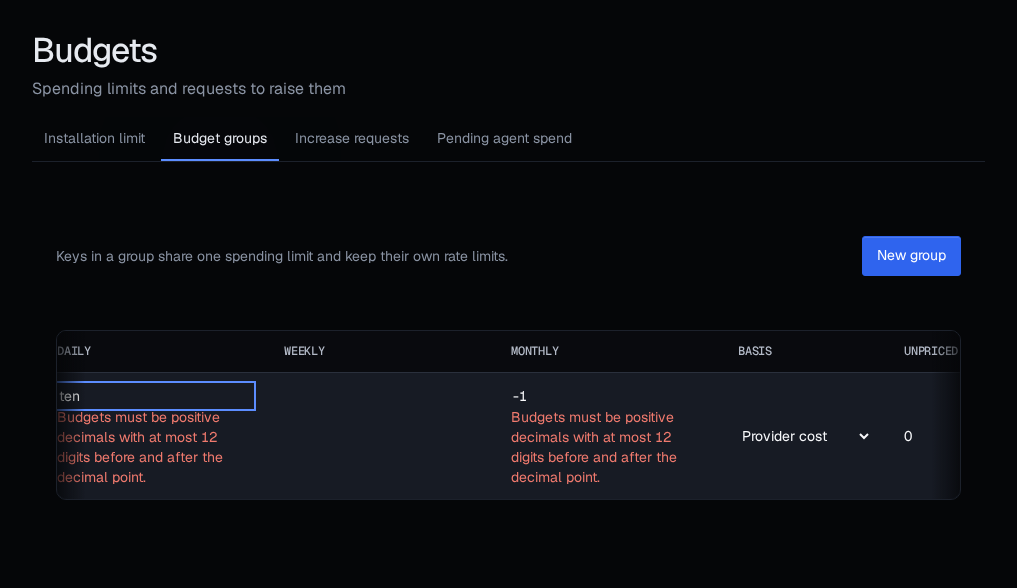 Budgets
Spending limits and requests to raise them
Installation limit
Budget groups
Increase requests
Pending agent spend
Keys in a group share one spending limit and keep their own rate limits.
New group
DAILY
WEEKLY
MONTHLY
BASIS
UNPRICED
ten
Budgets must be positive
decimals with at most 12
digits before and after the
decimal point.
-1
Budgets must be positive
decimals with at most 12
digits before and after the
decimal point.
Provider cost
0